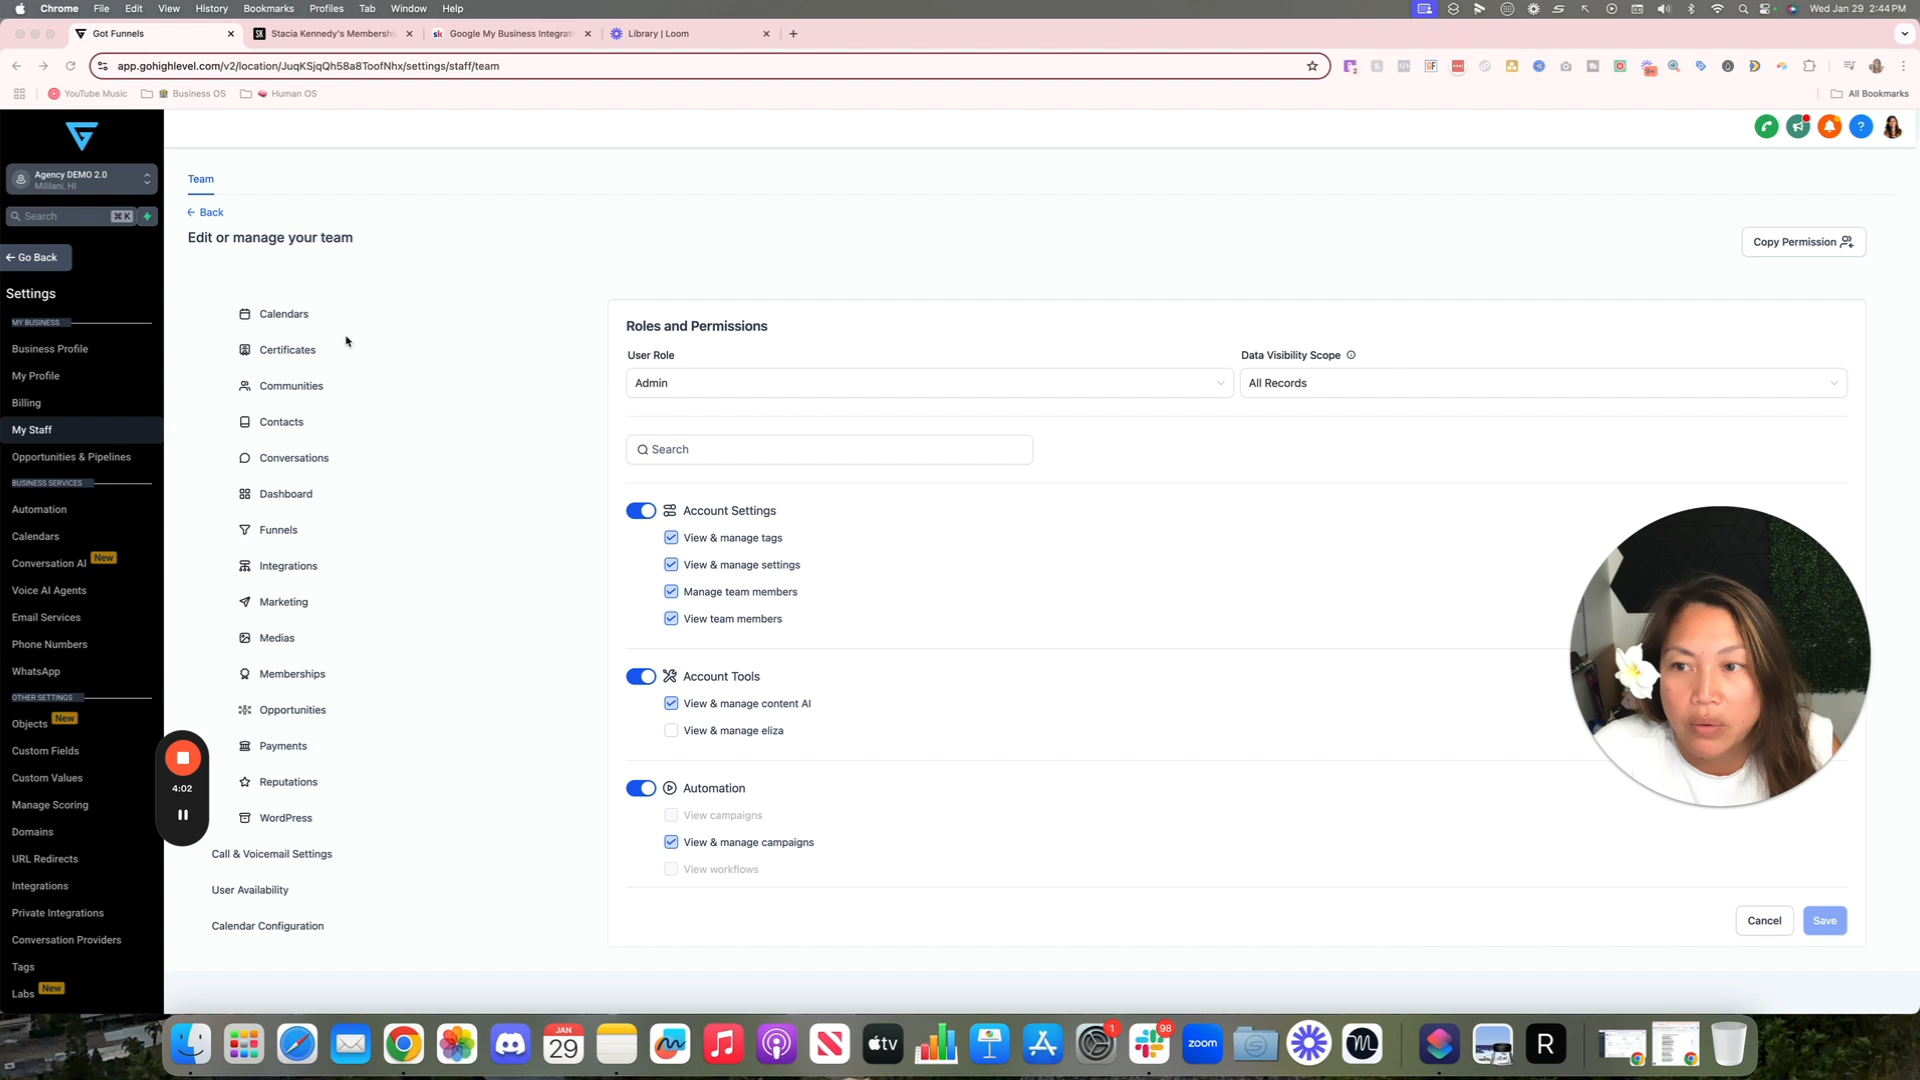 Chrome File Edit View History Bookmarks Profiles Tab Window Help
Wed Jan 29 2:44 PM
Got Funnels
Stacia Kennedy's Membershi
Google My Business Integrat
Library | Loom
app.gohighlevel.com/v2/location/JuqKSjqQh58a8ToofNhx/settings/staff/team
YouTube Music
Business OS
Human OS
All Bookmarks
Agency DEMO 2.0
Mililani, HI
Search
⌘ K
Go Back
Settings
MY BUSINESS
Business Profile
My Profile
Billing
My Staff
Opportunities & Pipelines
BUSINESS SERVICES
Automation
Calendars
Conversation AI New
Voice AI Agents
Email Services
Phone Numbers
WhatsApp
OTHER SETTINGS
Objects New
Custom Fields
Custom Values
Manage Scoring
Domains
URL Redirects
Integrations
Private Integrations
Conversation Providers
Tags
Labs New
4:02
Team
Back
Edit or manage your team
Copy Permission
Calendars
Certificates
Communities
Contacts
Conversations
Dashboard
Funnels
Integrations
Marketing
Medias
Memberships
Opportunities
Payments
Reputations
WordPress
Call & Voicemail Settings
User Availability
Calendar Configuration
Roles and Permissions
User Role
Data Visibility Scope
Admin
All Records
Search
Account Settings
View & manage tags
View & manage settings
Manage team members
View team members
Account Tools
View & manage content AI
View & manage eliza
Automation
View campaigns
View & manage campaigns
View workflows
Cancel
Save
JAN
29
tv
1
98
zoom
R